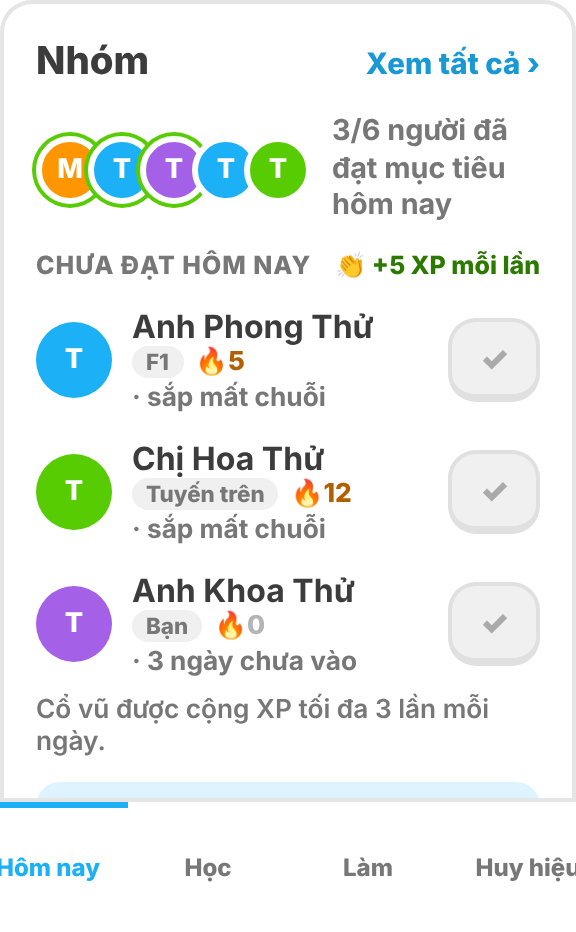 Nhóm
Xem tất cả ›
M T T T T
3/6 người đã
đạt mục tiêu
hôm nay
CHƯA ĐẠT HÔM NAY
👏 +5 XP mỗi lần
T
Anh Phong Thử
F1 🔥5
· sắp mất chuỗi
T
Chị Hoa Thử
Tuyến trên 🔥12
· sắp mất chuỗi
T
Anh Khoa Thử
Bạn 🔥0
· 3 ngày chưa vào
Cổ vũ được cộng XP tối đa 3 lần mỗi
ngày.
Hôm nay Học Làm Huy hiệu